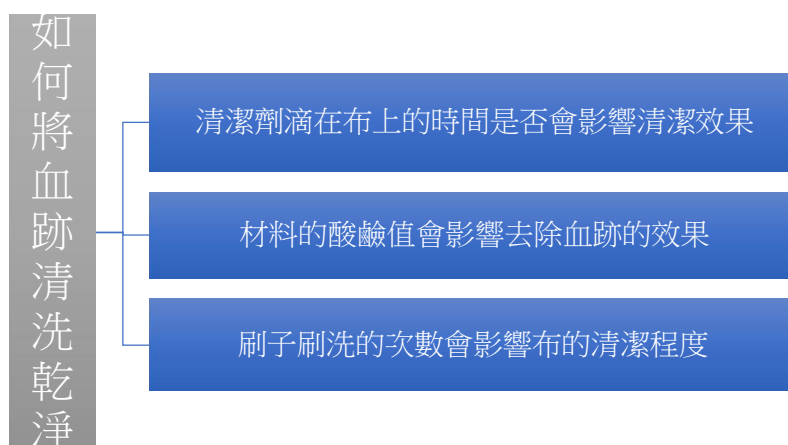 如何將血跡清洗乾淨
清潔劑滴在布上的時間是否會影響清潔效果
材料的酸鹼值會影響去除血跡的效果
刷子刷洗的次數會影響布的清潔程度